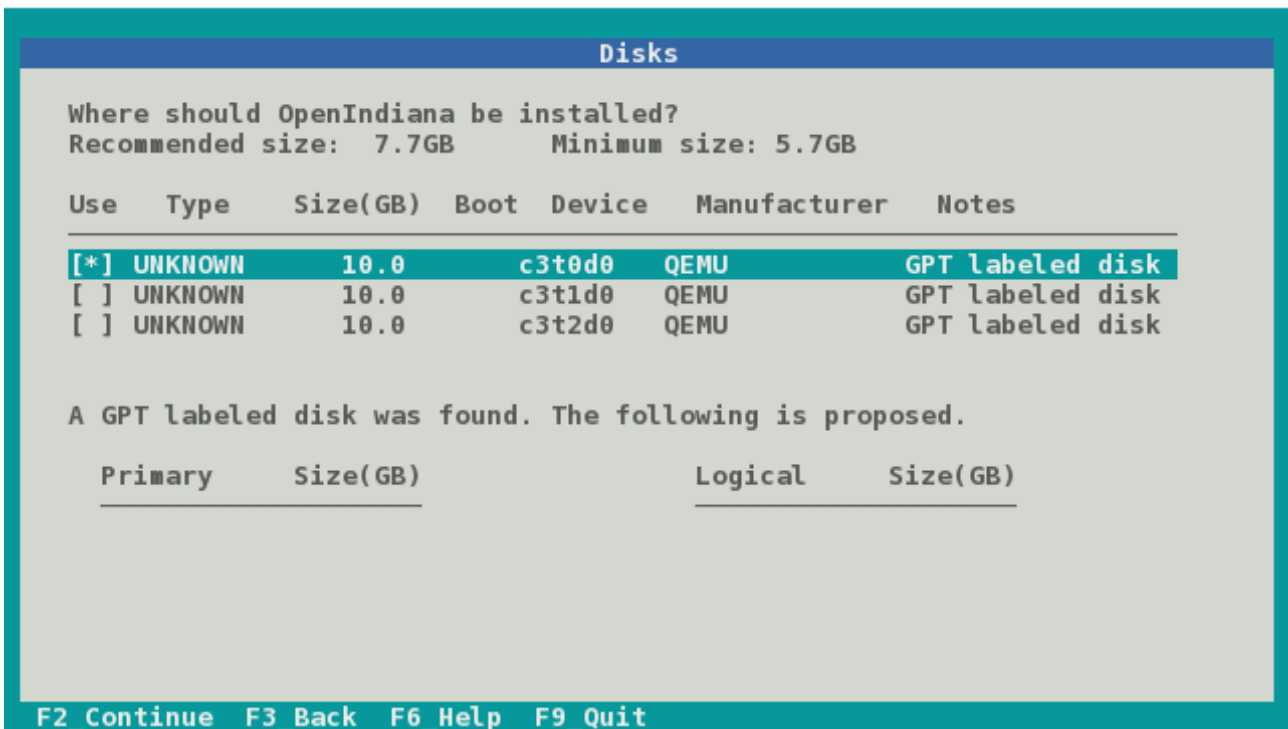 Disks
Where should OpenIndiana be installed?
Recommended size:  7.7GB      Minimum size: 5.7GB
Use   Type    Size(GB)  Boot  Device   Manufacturer   Notes
[*] UNKNOWN      10.0       c3t0d0   QEMU           GPT labeled disk
[ ] UNKNOWN      10.0       c3t1d0   QEMU           GPT labeled disk
[ ] UNKNOWN      10.0       c3t2d0   QEMU           GPT labeled disk
A GPT labeled disk was found. The following is proposed.
Primary     Size(GB)                 Logical     Size(GB)
F2 Continue  F3 Back  F6 Help  F9 Quit